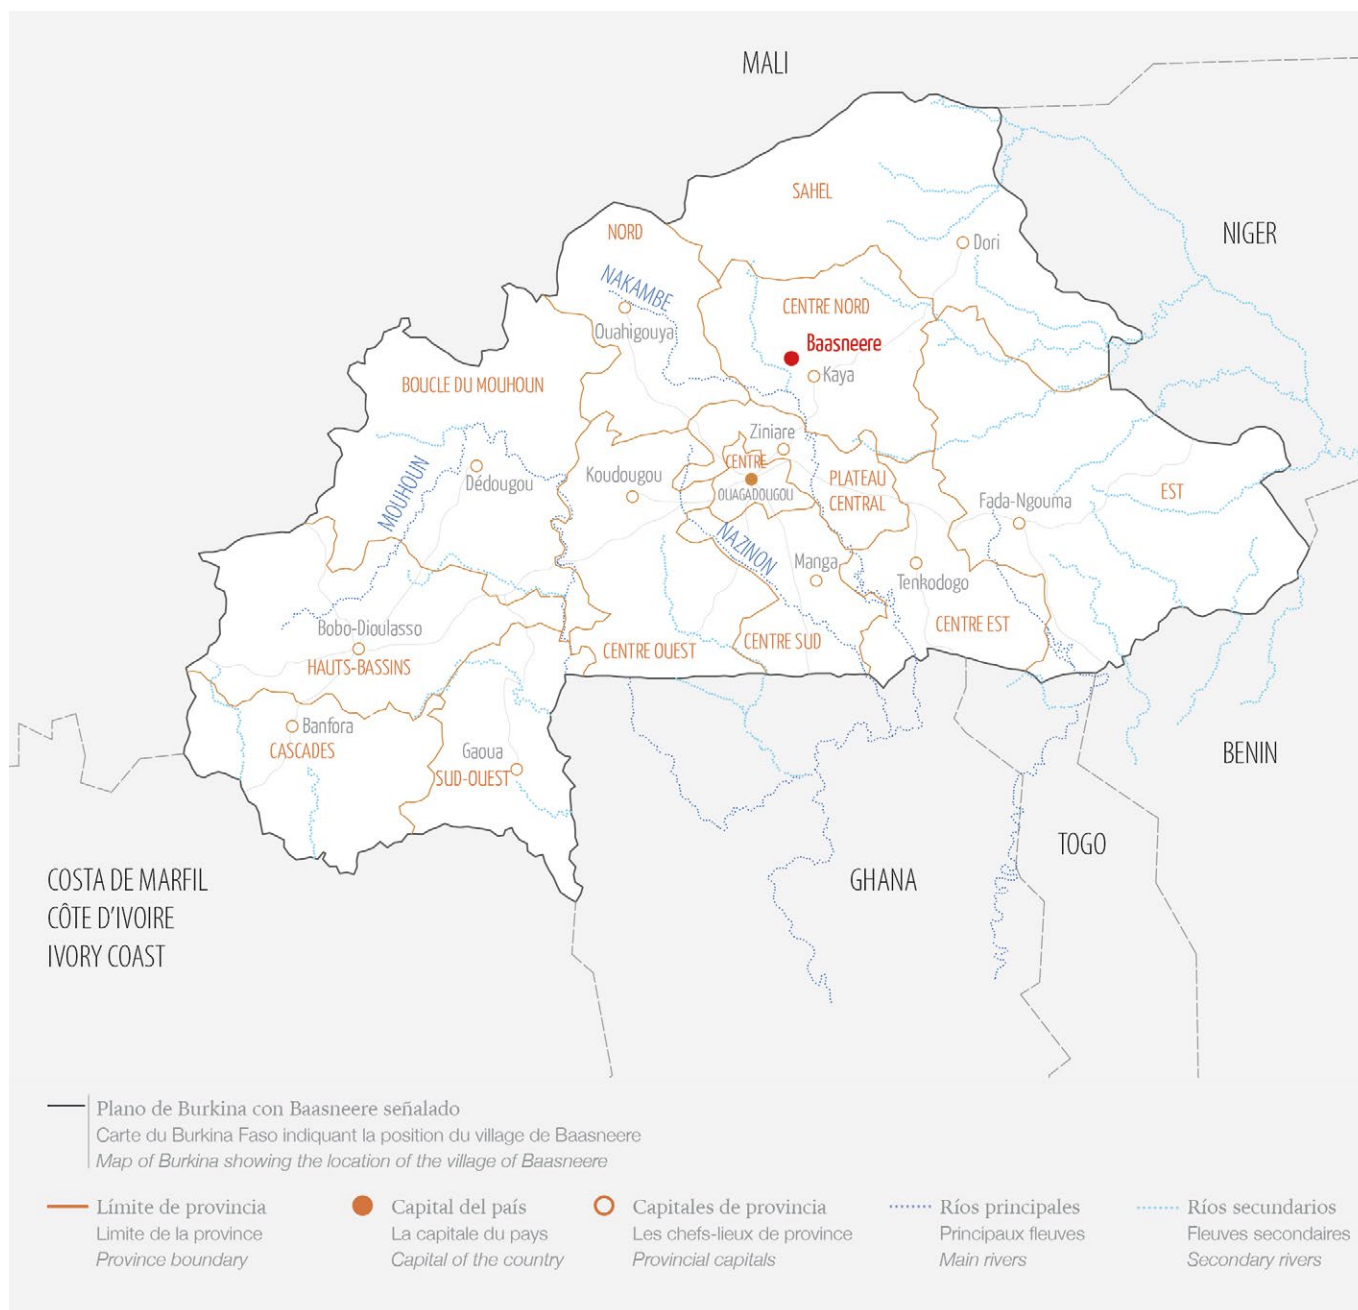 MALI
SAHEL
NIGER
NORD
Dori
NAKAMBE
CENTRE NORD
Ouahigouya
Baasneere
Kaya
BOUCLE DU MOUHOUN
Ziniare
CENTRE
MOUHOUN
Dédougou
Koudougou
PLATEAU
CENTRAL
OUAGADOUGOU
EST
Fada-Ngouma
NAZINON
Manga
Tenkodogo
Bobo-Dioulasso
CENTRE EST
CENTRE OUEST
CENTRE SUD
HAUTS-BASSINS
Banfora
CASCADES
Gaoua
SUD-OUEST
BENIN
TOGO
GHANA
COSTA DE MARFIL
CÔTE D'IVOIRE
IVORY COAST
Plano de Burkina con Baasneere señalado
Carte du Burkina Faso indiquant la position du village de Baasneere
Map of Burkina showing the location of the village of Baasneere
Límite de provincia
Limite de la province
Province boundary
Capital del país
La capitale du pays
Capital of the country
Capitales de provincia
Les chefs-lieux de province
Provincial capitals
Ríos principales
Principaux fleuves
Main rivers
Ríos secundarios
Fleuves secondaires
Secondary rivers